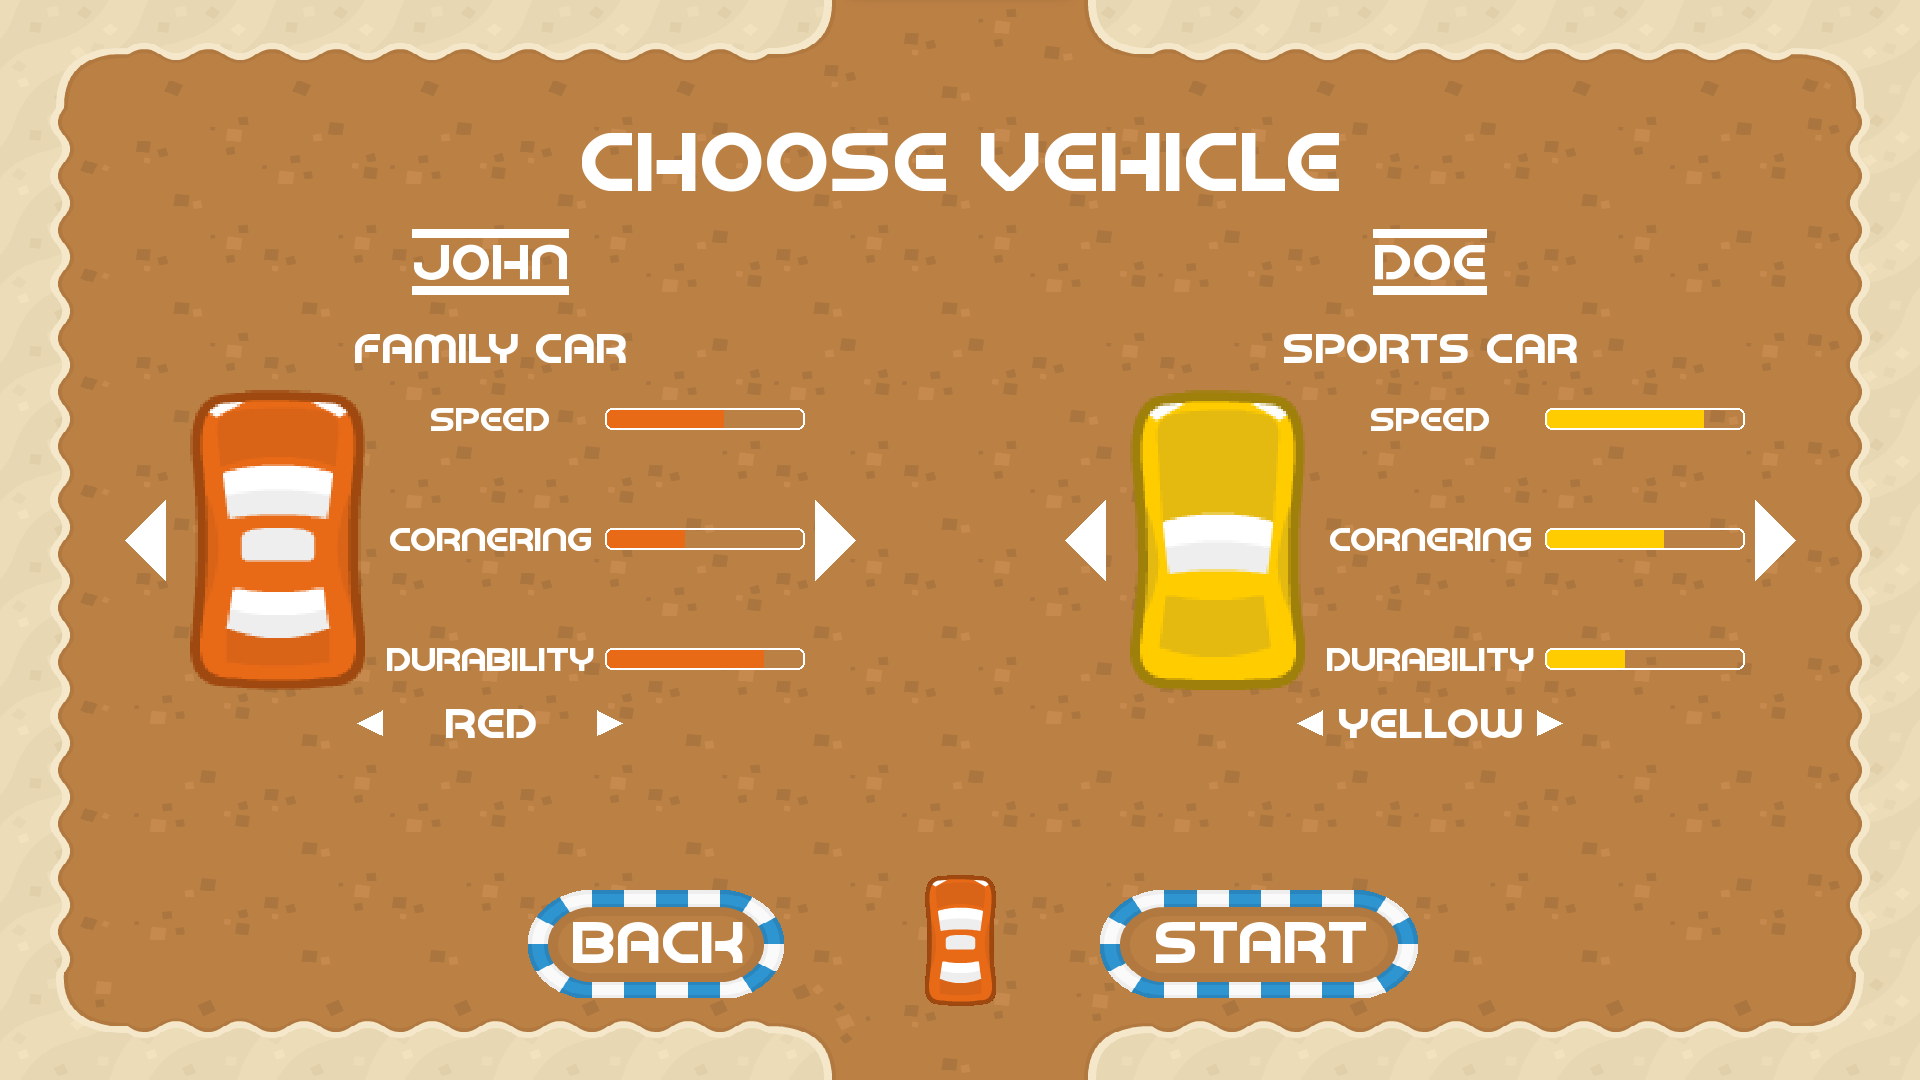 CHOOSE VEHICLE
JOHN
FAMILY CAR
SPEED
CORNERING
DURABILITY
RED
DOE
SPORTS CAR
SPEED
CORNERING
DURABILITY
YELLOW
BACK
START